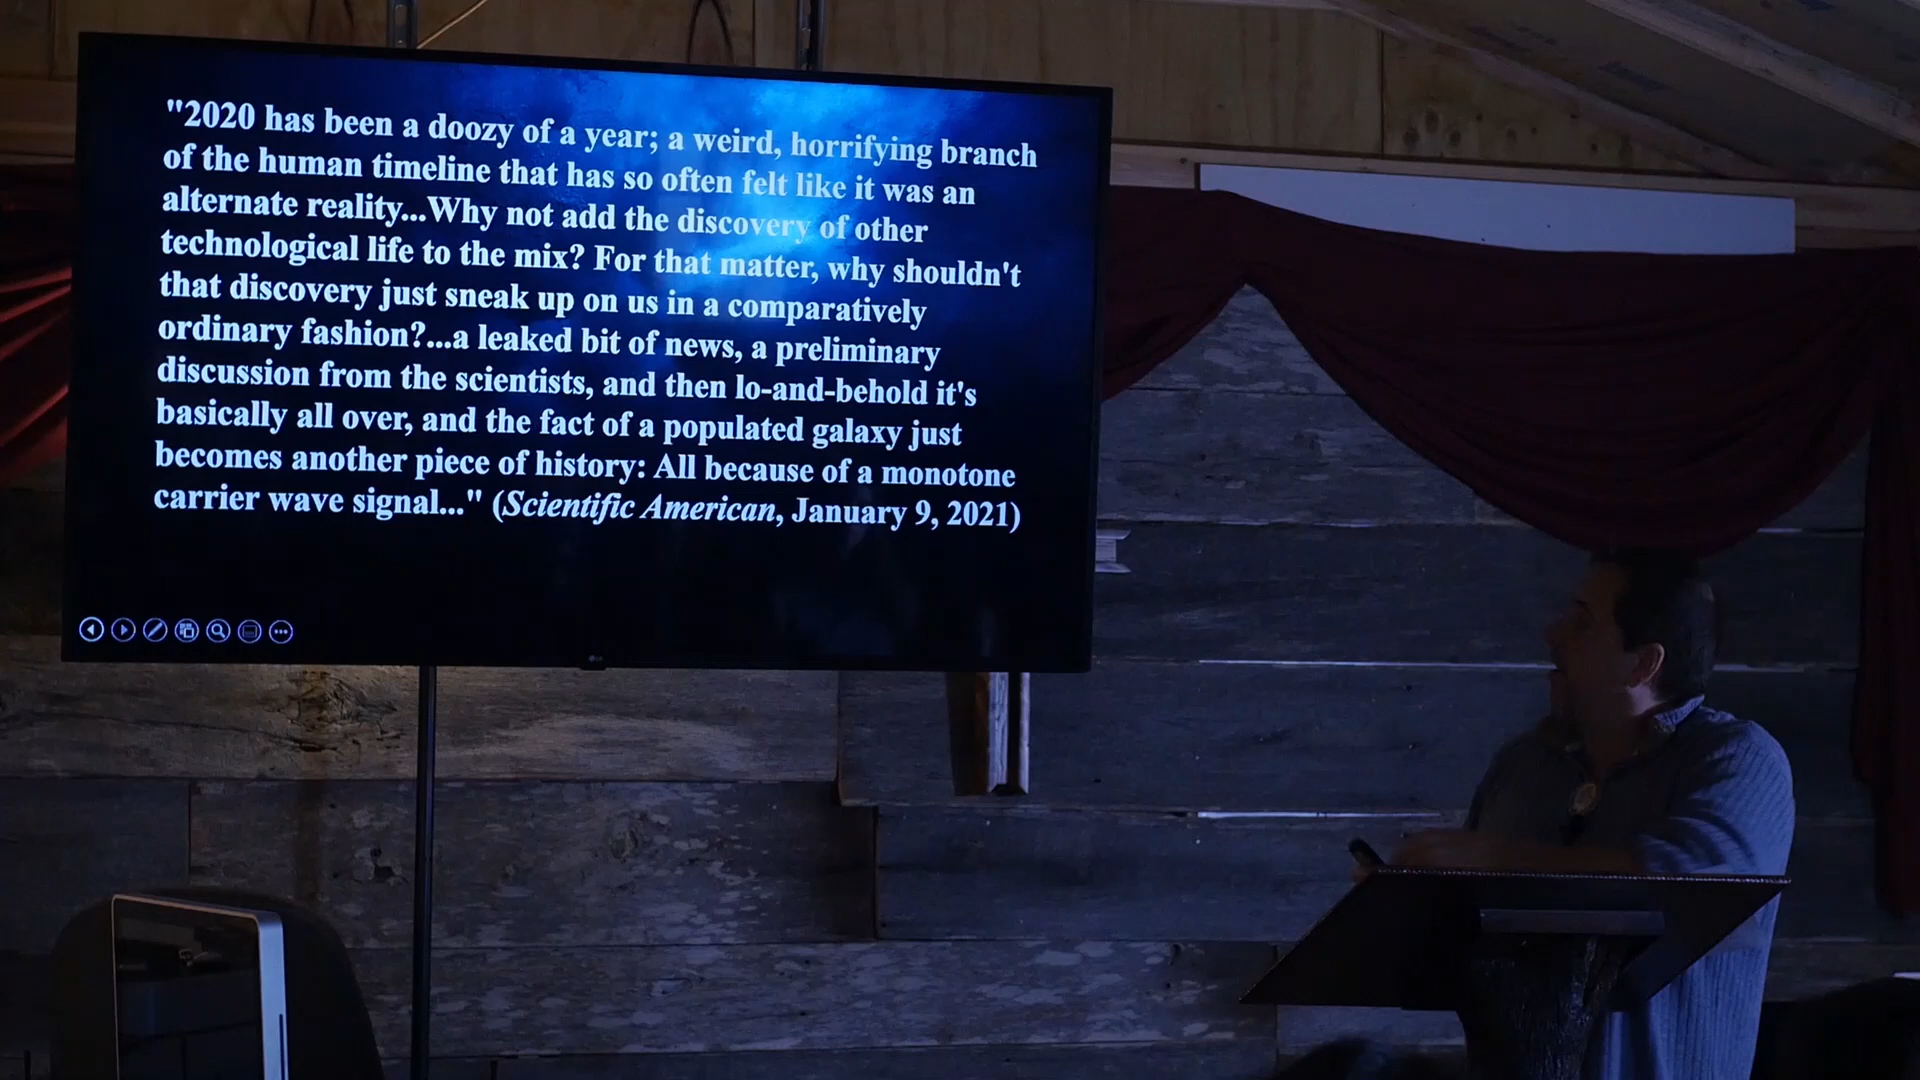 "2020 has been a doozy of a year; a weird, horrifying branch
of the human timeline that has so often felt like it was an
alternate reality...Why not add the discovery of other
technological life to the mix? For that matter, why shouldn't
that discovery just sneak up on us in a comparatively
ordinary fashion?...a leaked bit of news, a preliminary
discussion from the scientists, and then lo-and-behold it's
basically all over, and the fact of a populated galaxy just
becomes another piece of history: All because of a monotone
carrier wave signal..." (Scientific American, January 9, 2021)